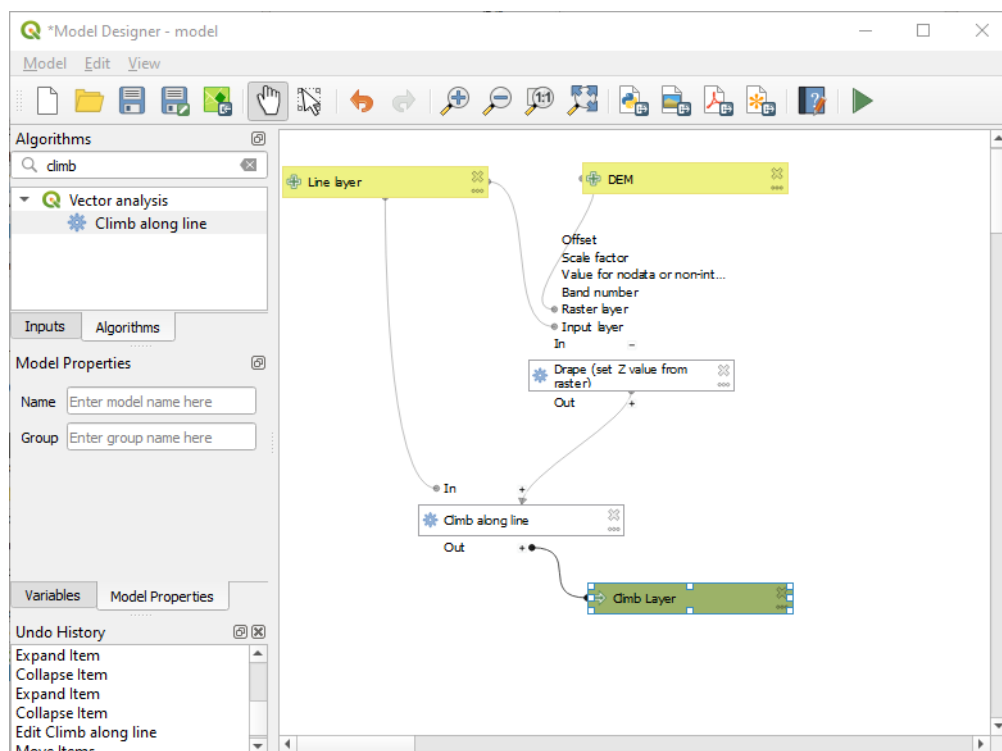 *Model Designer - model
Model Edit View
1:1
Algorithms
climb
Vector analysis
Climb along line
Inputs Algorithms
Model Properties
Name Enter model name here
Group Enter group name here
Variables Model Properties
Undo History
Expand Item
Collapse Item
Expand Item
Collapse Item
Edit Climb along line
Move Items
Line layer
DEM
Offset
Scale factor
Value for nodata or non-int...
Band number
Raster layer
Input layer
In −
Drape (set Z value from
raster)
Out +
In +
Climb along line
Out +
Climb Layer